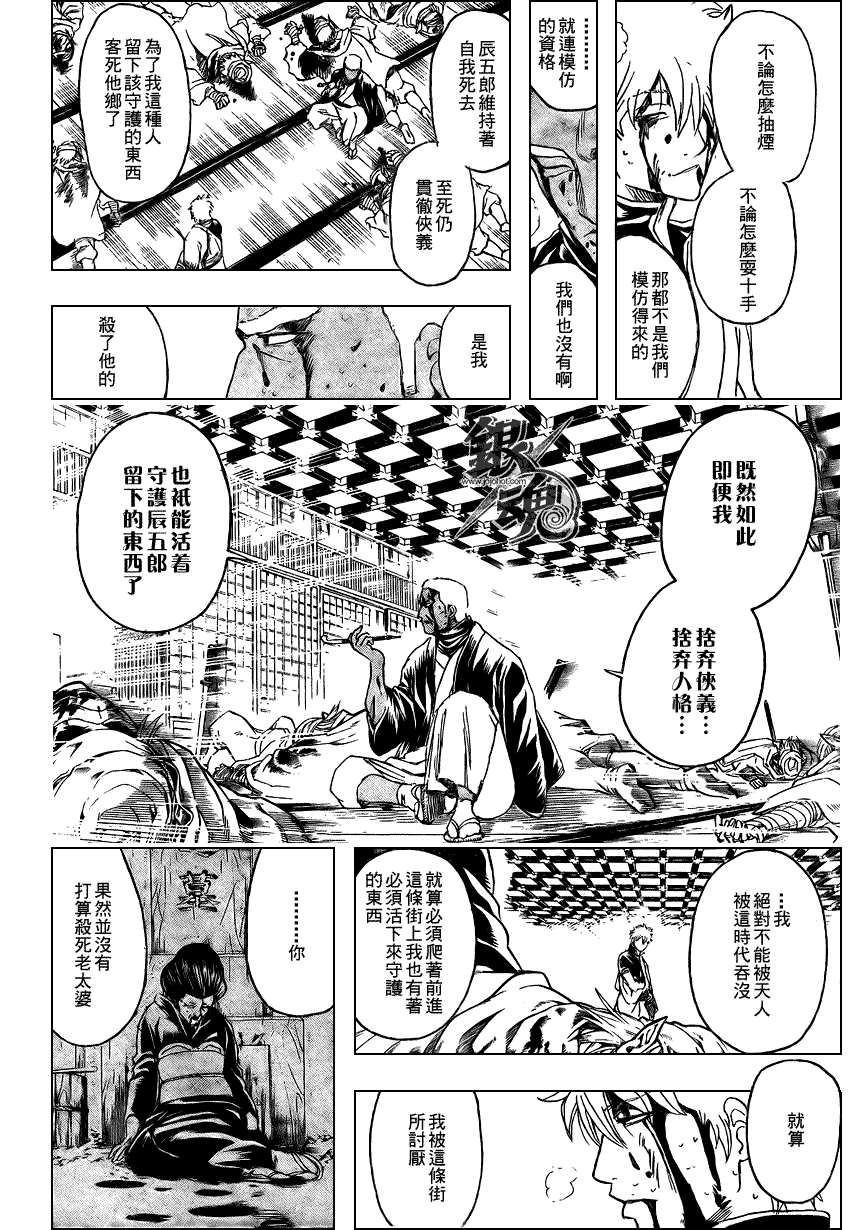 不論怎麼抽煙
不論怎麼耍十手
那都不是我們
模仿得來的
………
就連模仿
的資格
我們也沒有啊
辰五郎維持著
自我死去
至死仍
貫徹俠義
為了我這種人
留下該守護的東西
客死他鄉了
是我
殺了他的
既然如此
即便我
捨弃俠義…
捨弃人格…
也祇能活着
守護辰五郎
留下的東西了
銀魂
www.jojohot.com
…我
絕對不能被天人
被這時代吞沒
就算必須爬著前進
這條街上我也有著
必須活下來守護
的東西
就算
我被這條街
所討厭
………你
果然並沒有
打算殺死老太婆
墓